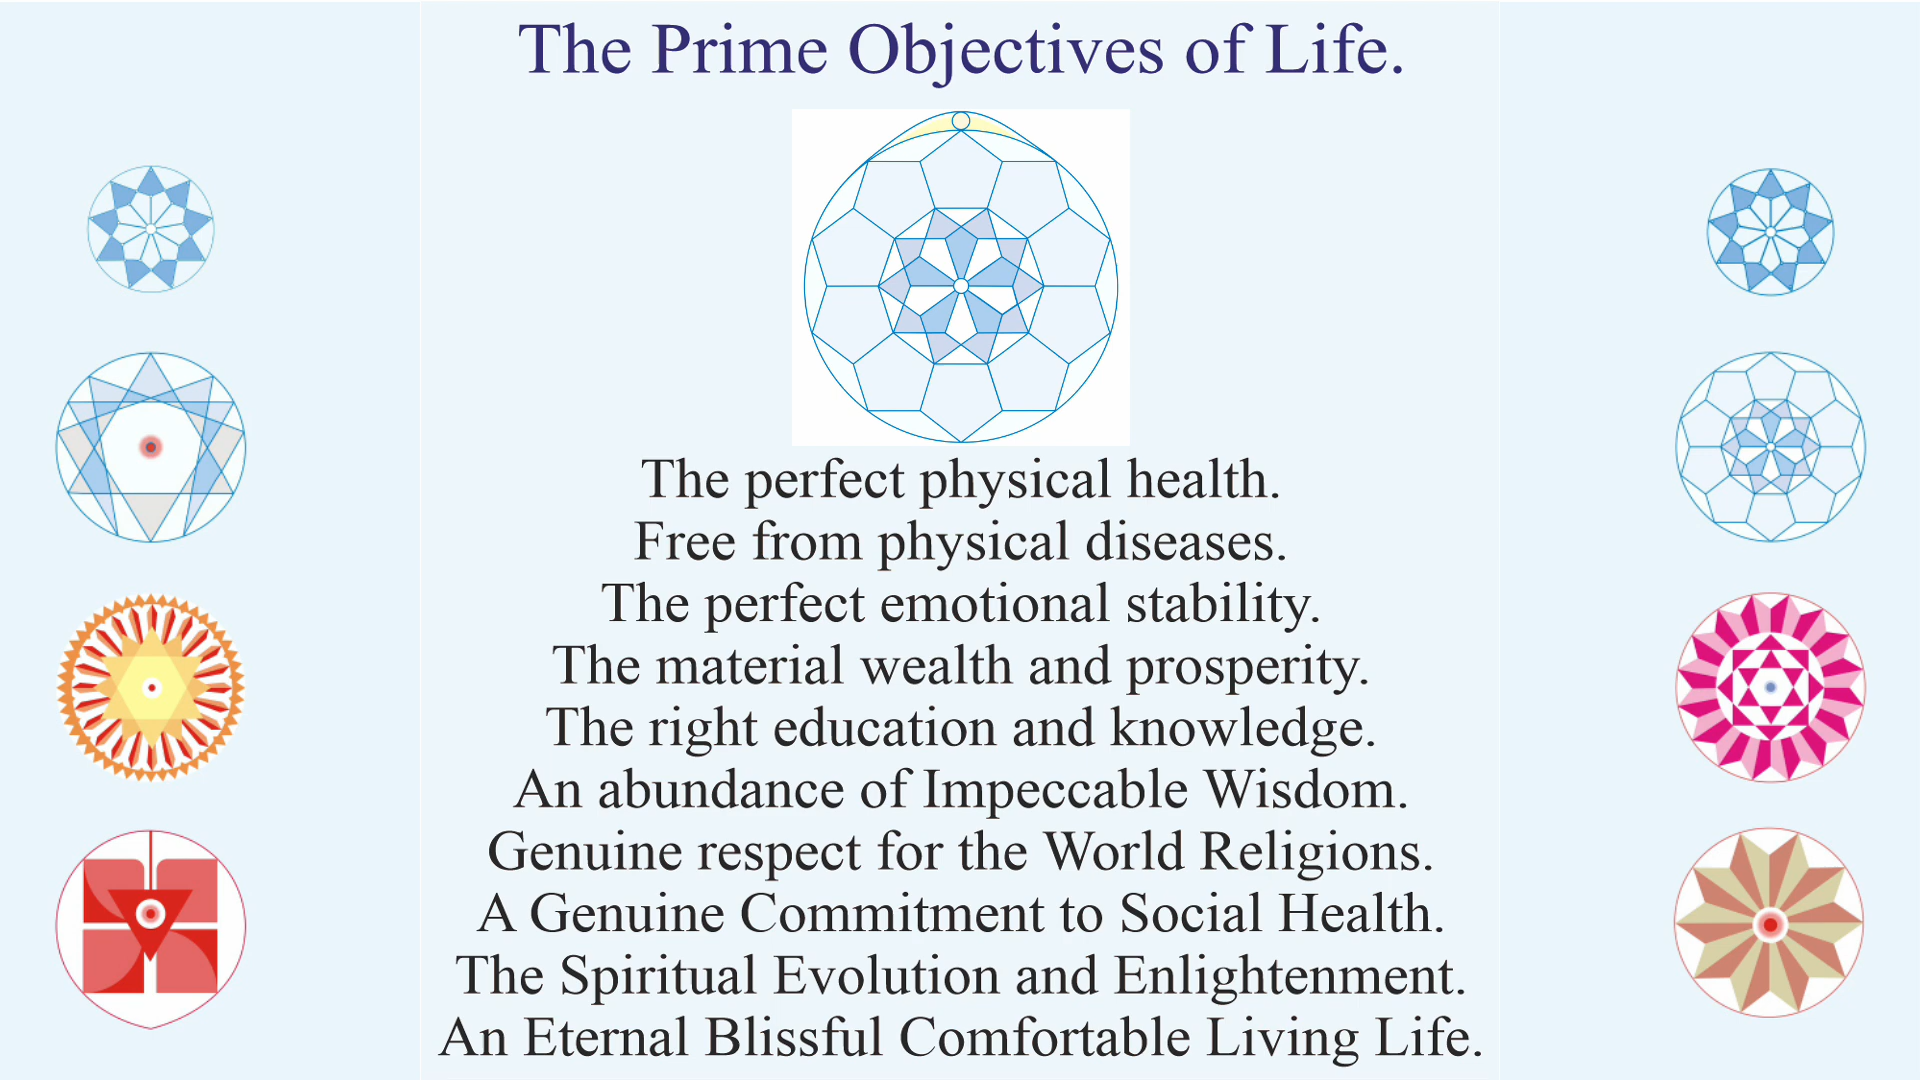 The Prime Objectives of Life.
The perfect physical health.
Free from physical diseases.
The perfect emotional stability.
The material wealth and prosperity.
The right education and knowledge.
An abundance of Impeccable Wisdom.
Genuine respect for the World Religions.
A Genuine Commitment to Social Health.
The Spiritual Evolution and Enlightenment.
An Eternal Blissful Comfortable Living Life.